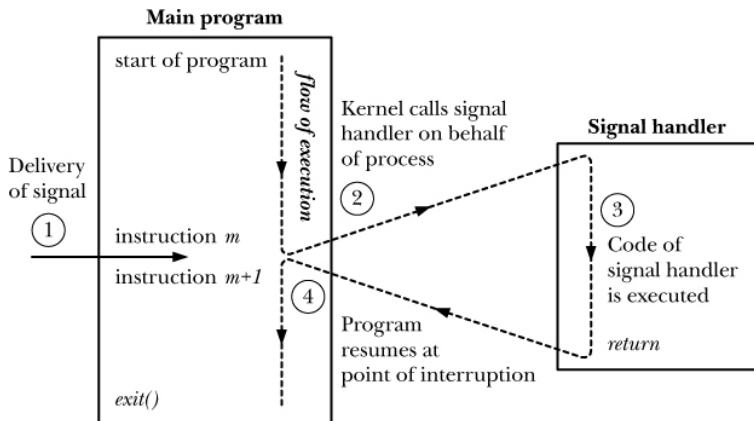 Main program
start of program
flow of execution
Kernel calls signal
handler on behalf
of process
2
Signal handler
Delivery
of signal
1
3
instruction m
instruction m+1
Code of
signal handler
is executed
4
Program
resumes at
point of interruption
return
exit()